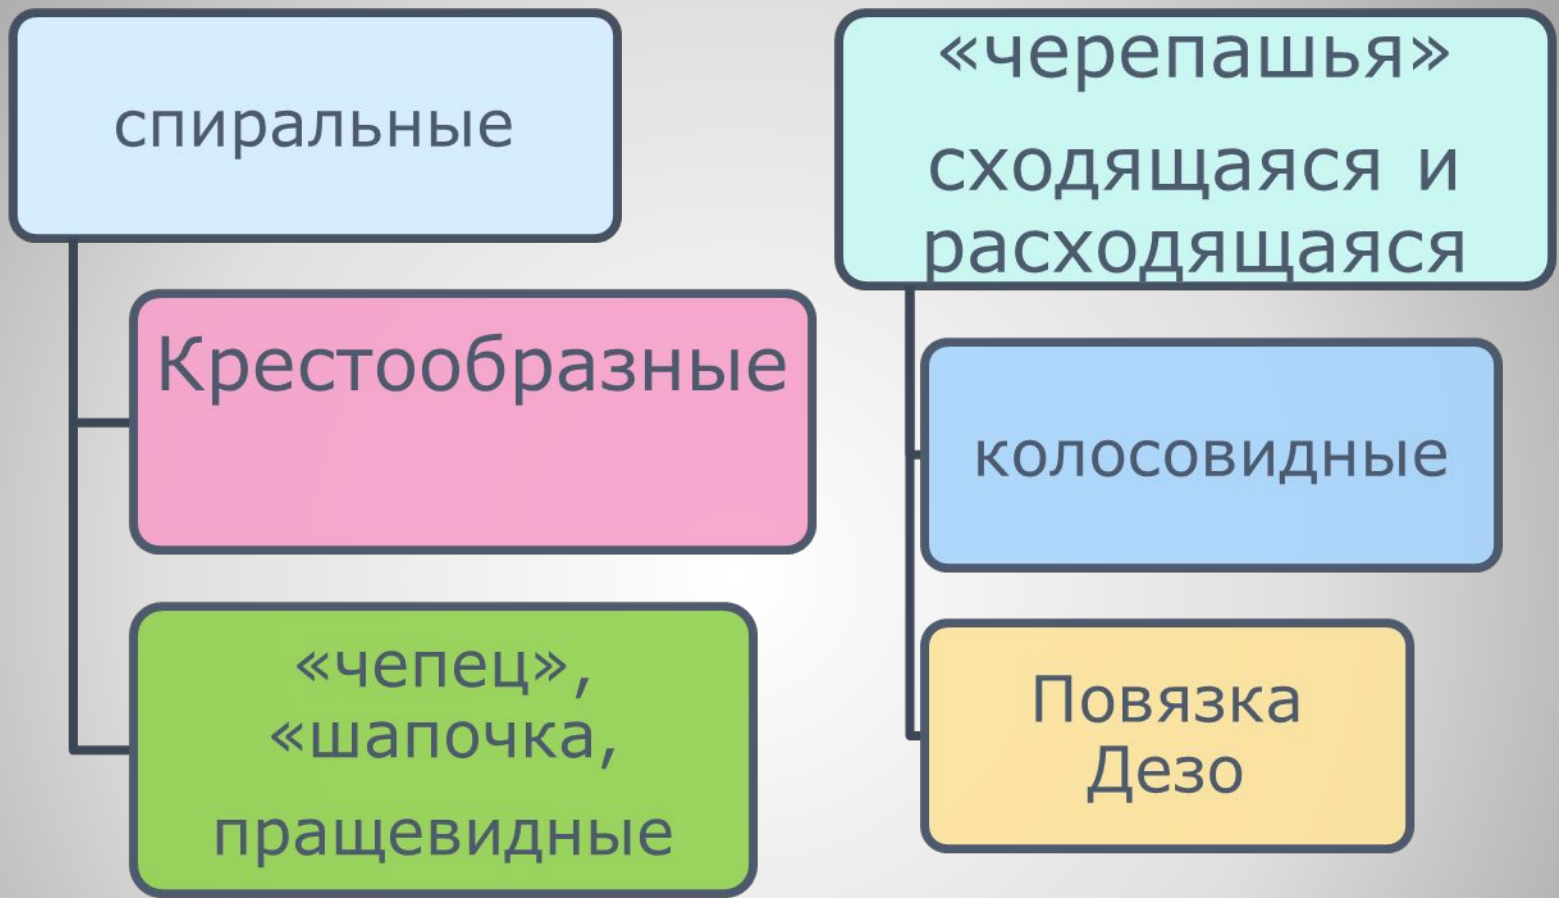 спиральные
Крестообразные
«чепец»,
«шапочка,
пращевидные
«черепашья»
сходящаяся и
расходящаяся
колосовидные
Повязка
Дезо